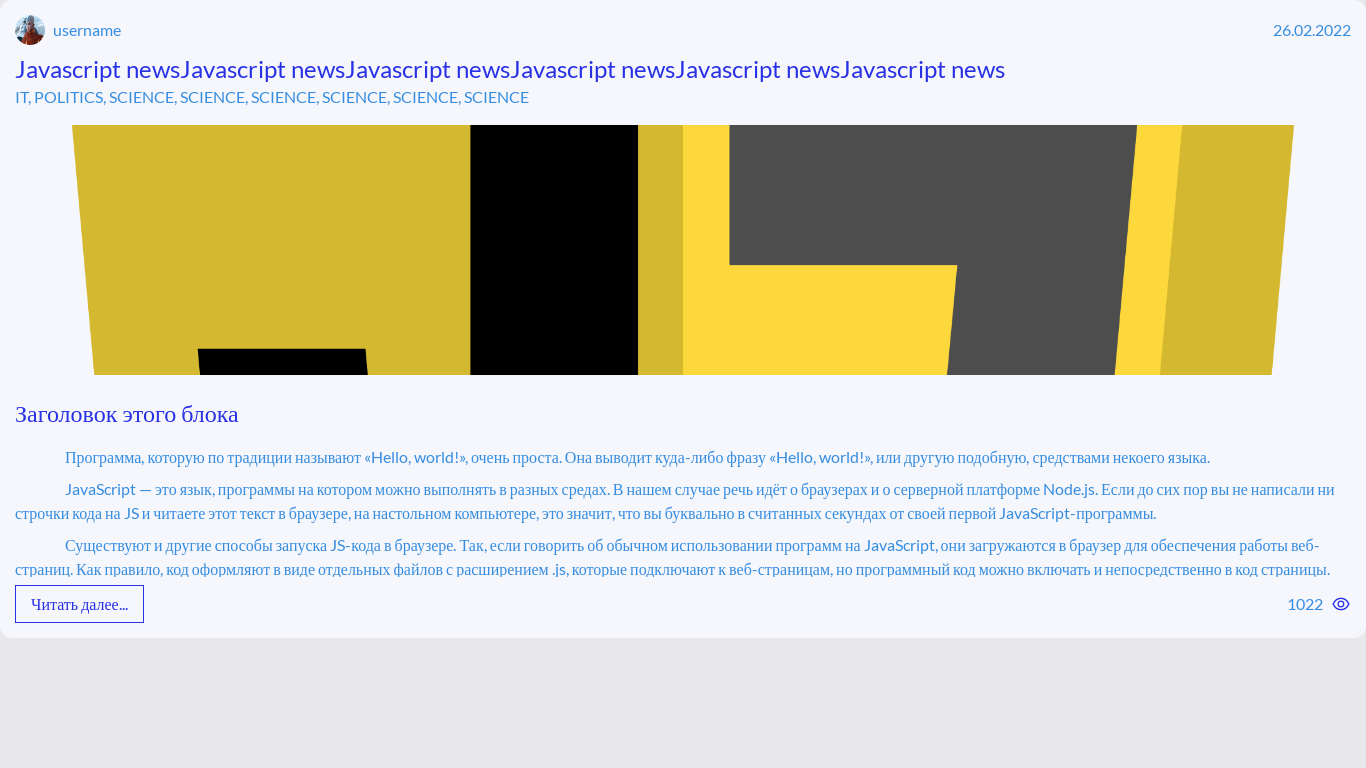 username
26.02.2022
Javascript newsJavascript newsJavascript newsJavascript newsJavascript newsJavascript news
IT, POLITICS, SCIENCE, SCIENCE, SCIENCE, SCIENCE, SCIENCE, SCIENCE
Заголовок этого блока
Программа, которую по традиции называют «Hello, world!», очень проста. Она выводит куда-либо фразу «Hello, world!», или другую подобную, средствами некоего языка.
JavaScript — это язык, программы на котором можно выполнять в разных средах. В нашем случае речь идёт о браузерах и о серверной платформе Node.js. Если до сих пор вы не написали ни
строчки кода на JS и читаете этот текст в браузере, на настольном компьютере, это значит, что вы буквально в считанных секундах от своей первой JavaScript-программы.
Существуют и другие способы запуска JS-кода в браузере. Так, если говорить об обычном использовании программ на JavaScript, они загружаются в браузер для обеспечения работы веб-
страниц. Как правило, код оформляют в виде отдельных файлов с расширением .js, которые подключают к веб-страницам, но программный код можно включать и непосредственно в код страницы.
Читать далее...
1022